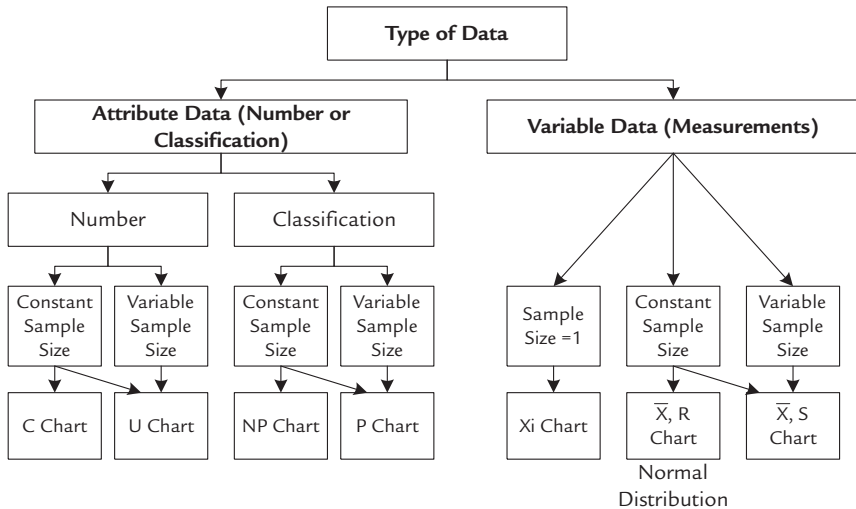 Type of Data
Attribute Data (Number or
Classification)
Variable Data (Measurements)
Number
Classification
Constant
Sample
Size
Variable
Sample
Size
Constant
Sample
Size
Variable
Sample
Size
Sample
Size =1
Constant
Sample
Size
Variable
Sample
Size
C Chart
U Chart
NP Chart
P Chart
Xi Chart
X̅, R
Chart
X̅, S
Chart
Normal
Distribution